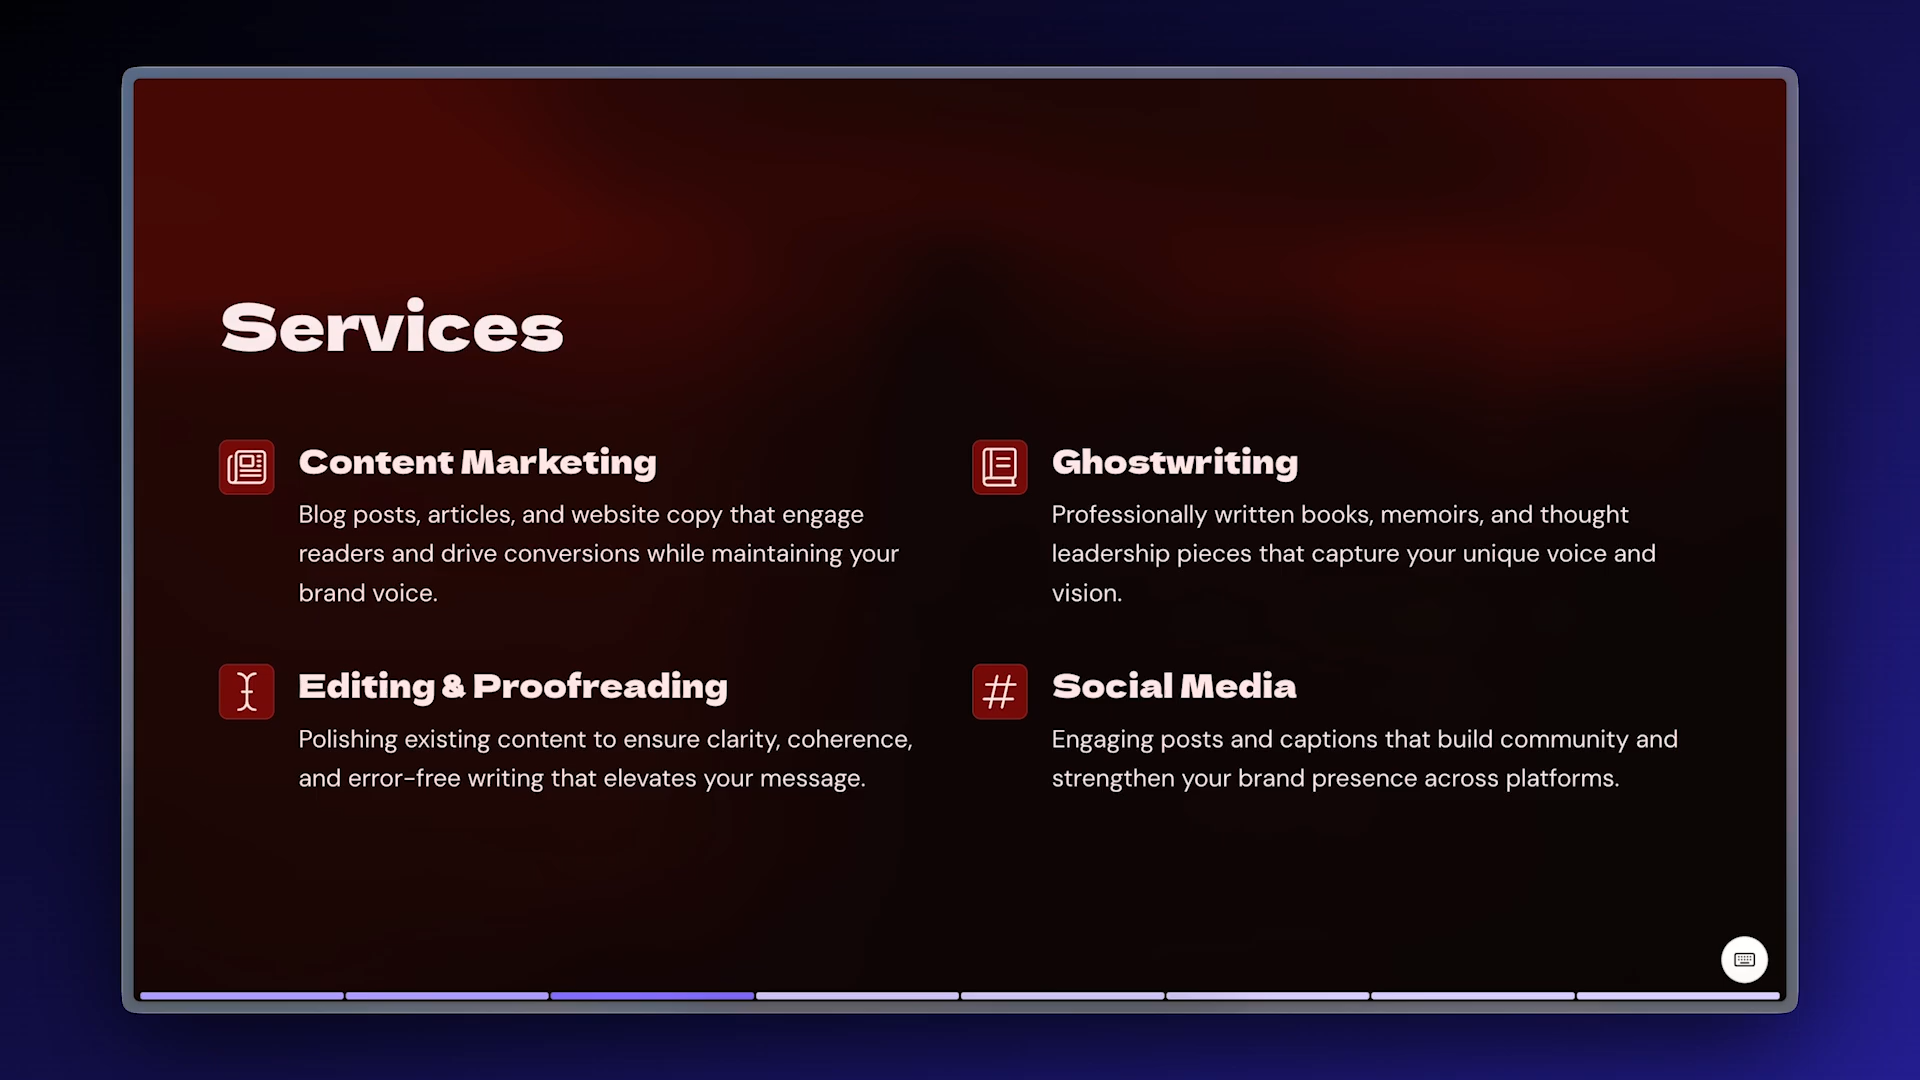 Services
Content Marketing
Blog posts, articles, and website copy that engage
readers and drive conversions while maintaining your
brand voice.
Ghostwriting
Professionally written books, memoirs, and thought
leadership pieces that capture your unique voice and
vision.
Editing & Proofreading
Polishing existing content to ensure clarity, coherence,
and error-free writing that elevates your message.
Social Media
Engaging posts and captions that build community and
strengthen your brand presence across platforms.